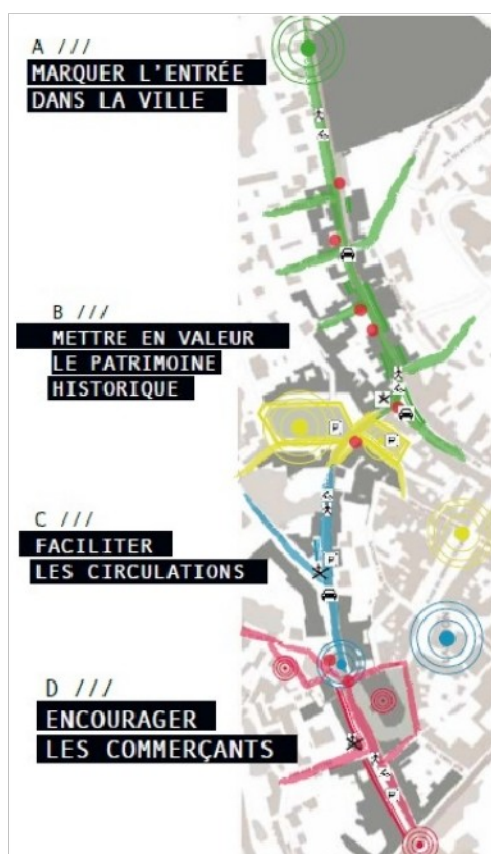 A ///
MARQUER L'ENTRÉE
DANS LA VILLE
B ///
METTRE EN VALEUR
LE PATRIMOINE
HISTORIQUE
P
P
C ///
FACILITER
LES CIRCULATIONS
P
D ///
ENCOURAGER
LES COMMERÇANTS
P